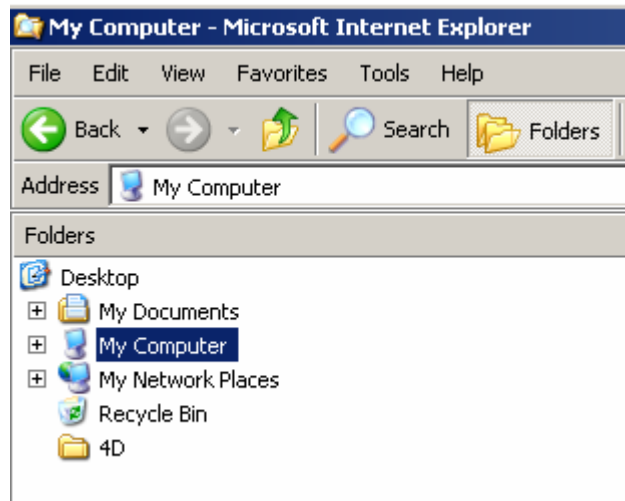 My Computer - Microsoft Internet Explorer
File Edit View Favorites Tools Help
Back Search Folders
Address My Computer
Folders
Desktop
My Documents
My Computer
My Network Places
Recycle Bin
4D